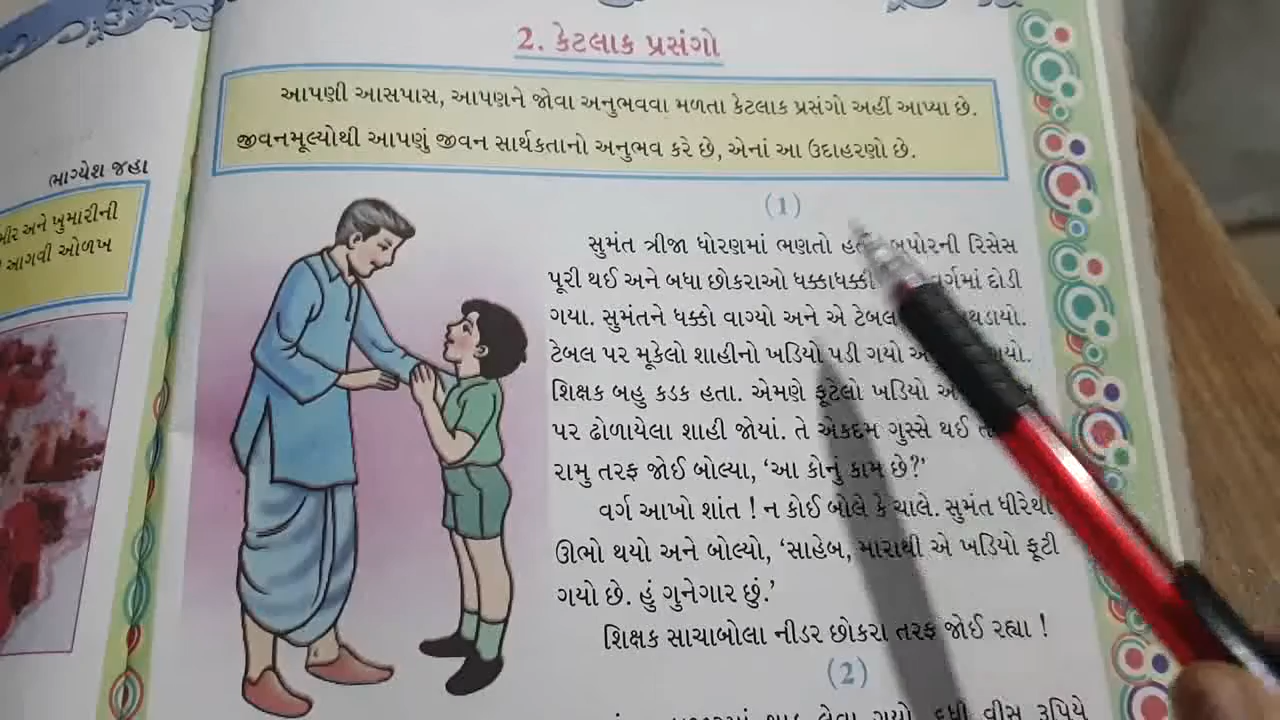 2. કેટલાક પ્રસંગો
આપણી આસપાસ, આપણને જોવા અનુભવવા મળતા કેટલાક પ્રસંગો અહીં આપ્યા છે.
જીવનમૂલ્યોથી આપણું જીવન સાર્થકતાનો અનુભવ કરે છે, એનાં આ ઉદાહરણો છે.
ભાગ્યેશ જહા
અને ખુમારીની
આગવી ઓળખ
(1)
સુમંત ત્રીજા ધોરણમાં ભણતો રિસેસ
પૂરી થઈ અને બધા છોકરાઓ દોડી
ગયા. સુમંતને ધક્કો વાગ્યો અને એ
ટેબલ પર મૂકેલો શાહીનો ખડિયો પડી ગયો
શિક્ષક બહુ કડક હતા. એમણે ફૂટેલો ખડિયો
પર ઢોળાયેલા શાહી જોયાં. તે એકદમ ગુસ્સે થઈ
રામુ તરફ જોઈ બોલ્યા, ‘આ કોનું કામ છે?’
વર્ગ આખો શાંત ! ન કોઈ બોલે કે ચાલે. સુમંત ધીરેથી
ઊભો થયો અને બોલ્યો, ‘સાહેબ, મારાથી એ ખડિયો ફૂટી
ગયો છે. હું ગુનેગાર છું.’
શિક્ષક સાચાબોલા નીડર છોકરા તરફ જોઈ રહ્યા !
(2)
વીસ રૂપિયે